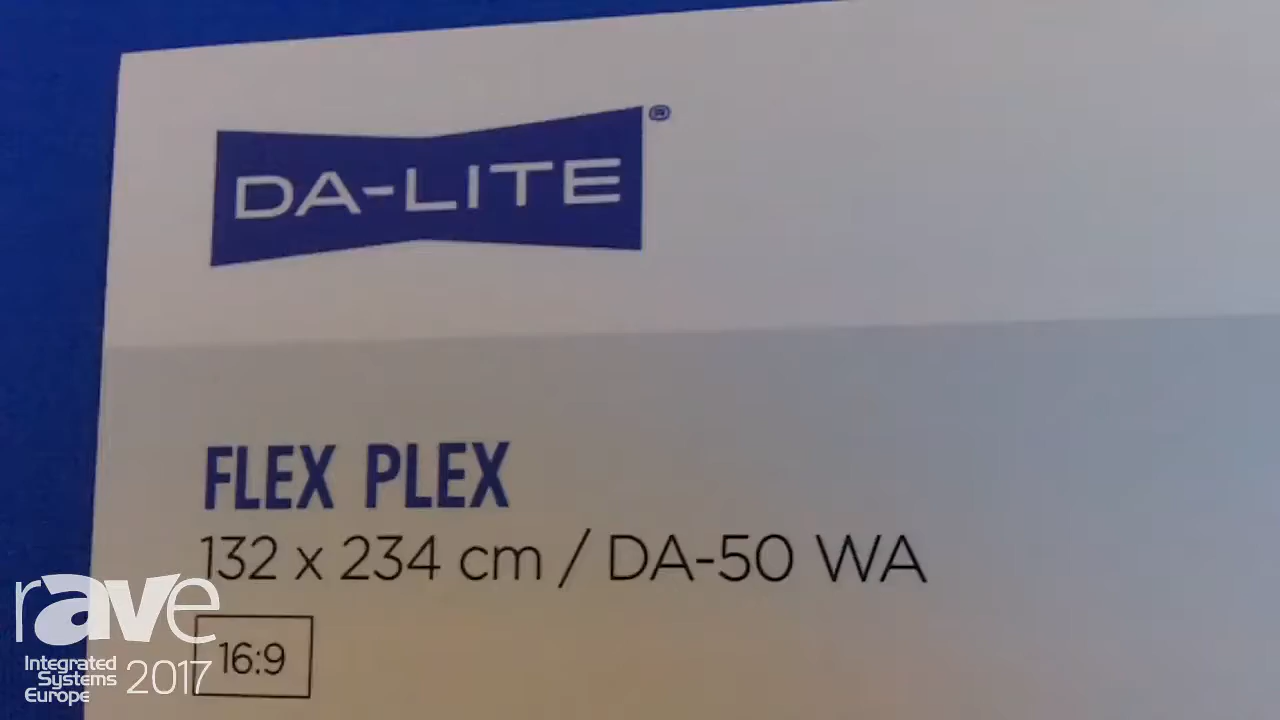 DA-LITE®
FLEX PLEX
132 x 234 cm / DA-50 WA
16:9
rAVe
Integrated
Systems
Europe
2017